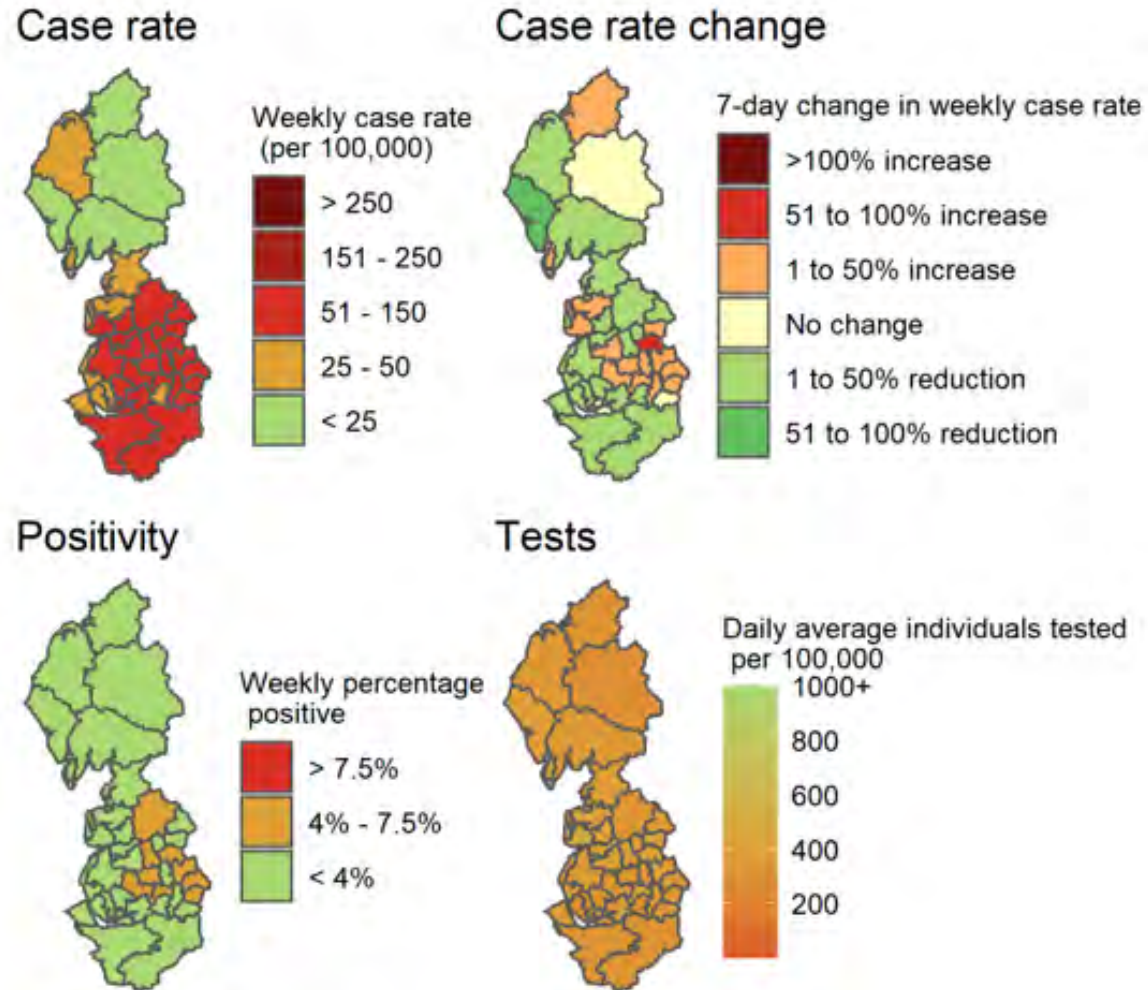 Case rate
Weekly case rate
(per 100,000)
> 250
151 - 250
51 - 150
25 - 50
< 25
Case rate change
7-day change in weekly case rate
>100% increase
51 to 100% increase
1 to 50% increase
No change
1 to 50% reduction
51 to 100% reduction
Positivity
Weekly percentage
positive
> 7.5%
4% - 7.5%
< 4%
Tests
Daily average individuals tested
per 100,000
1000+
800
600
400
200